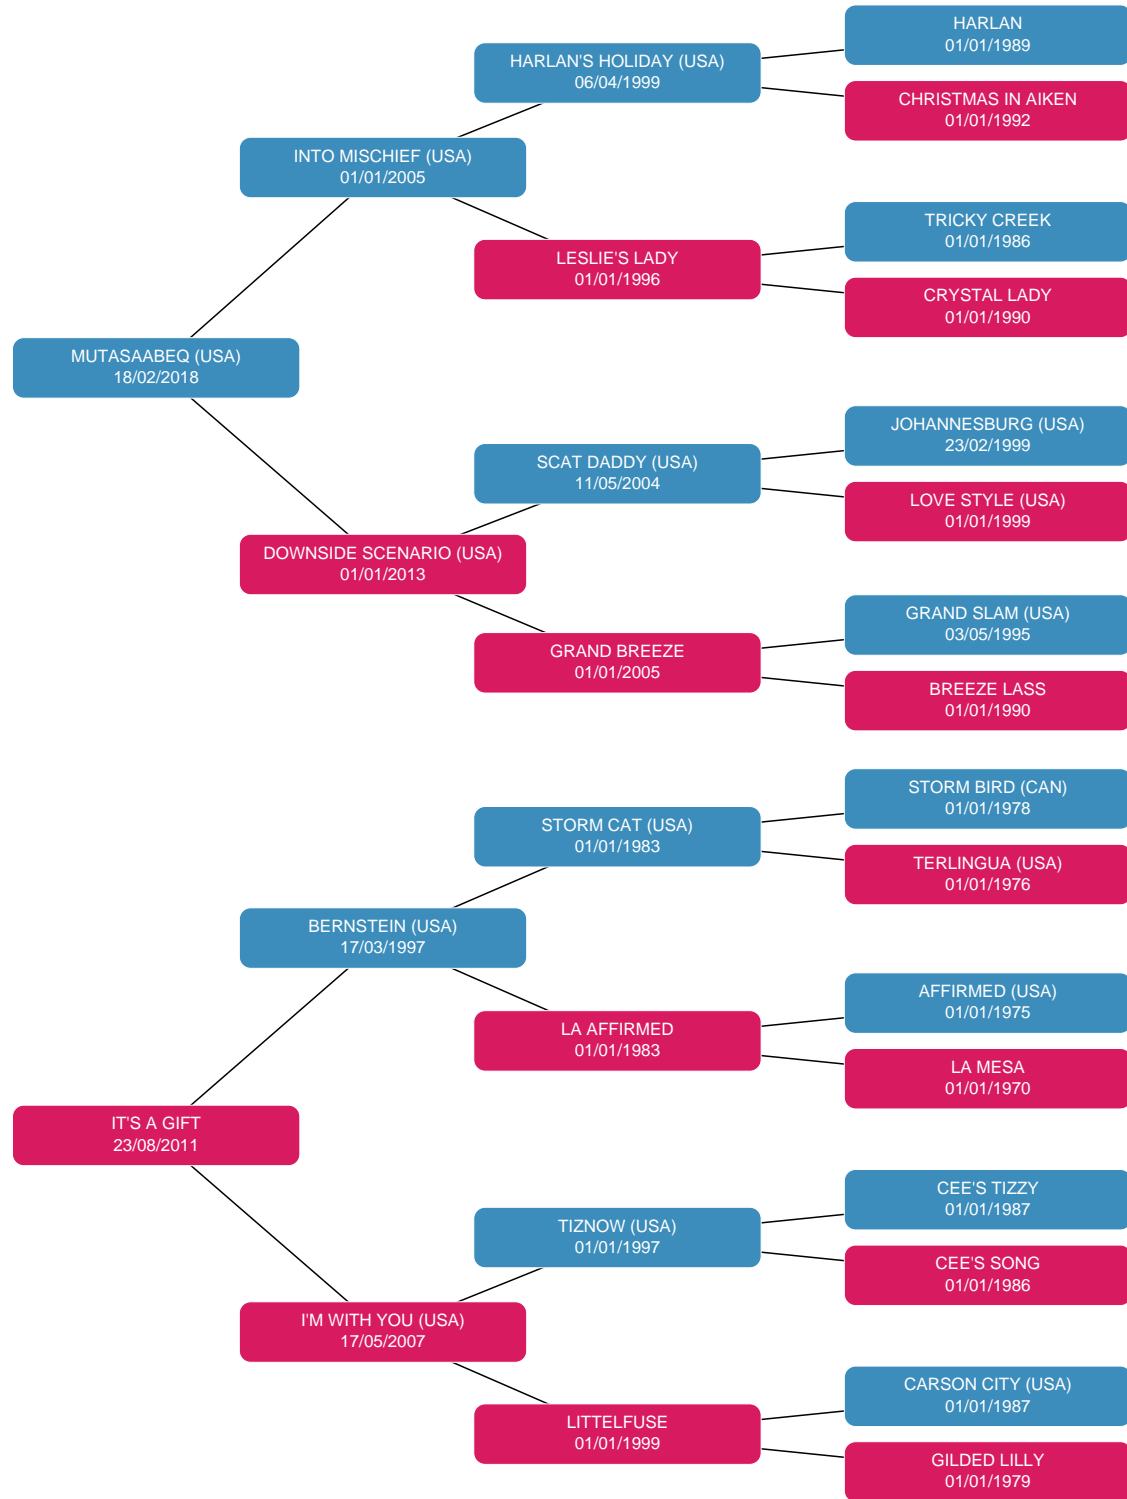 HARLAN
01/01/1989
HARLAN'S HOLIDAY (USA)
06/04/1999
CHRISTMAS IN AIKEN
01/01/1992
INTO MISCHIEF (USA)
01/01/2005
TRICKY CREEK
01/01/1986
LESLIE'S LADY
01/01/1996
CRYSTAL LADY
01/01/1990
MUTASAABEQ (USA)
18/02/2018
JOHANNESBURG (USA)
23/02/1999
SCAT DADDY (USA)
11/05/2004
LOVE STYLE (USA)
01/01/1999
DOWNSIDE SCENARIO (USA)
01/01/2013
GRAND SLAM (USA)
03/05/1995
GRAND BREEZE
01/01/2005
BREEZE LASS
01/01/1990
STORM BIRD (CAN)
01/01/1978
STORM CAT (USA)
01/01/1983
TERLINGUA (USA)
01/01/1976
BERNSTEIN (USA)
17/03/1997
AFFIRMED (USA)
01/01/1975
LA AFFIRMED
01/01/1983
LA MESA
01/01/1970
IT'S A GIFT
23/08/2011
CEE'S TIZZY
01/01/1987
TIZNOW (USA)
01/01/1997
CEE'S SONG
01/01/1986
I'M WITH YOU (USA)
17/05/2007
CARSON CITY (USA)
01/01/1987
LITTELFUSE
01/01/1999
GILDED LILLY
01/01/1979